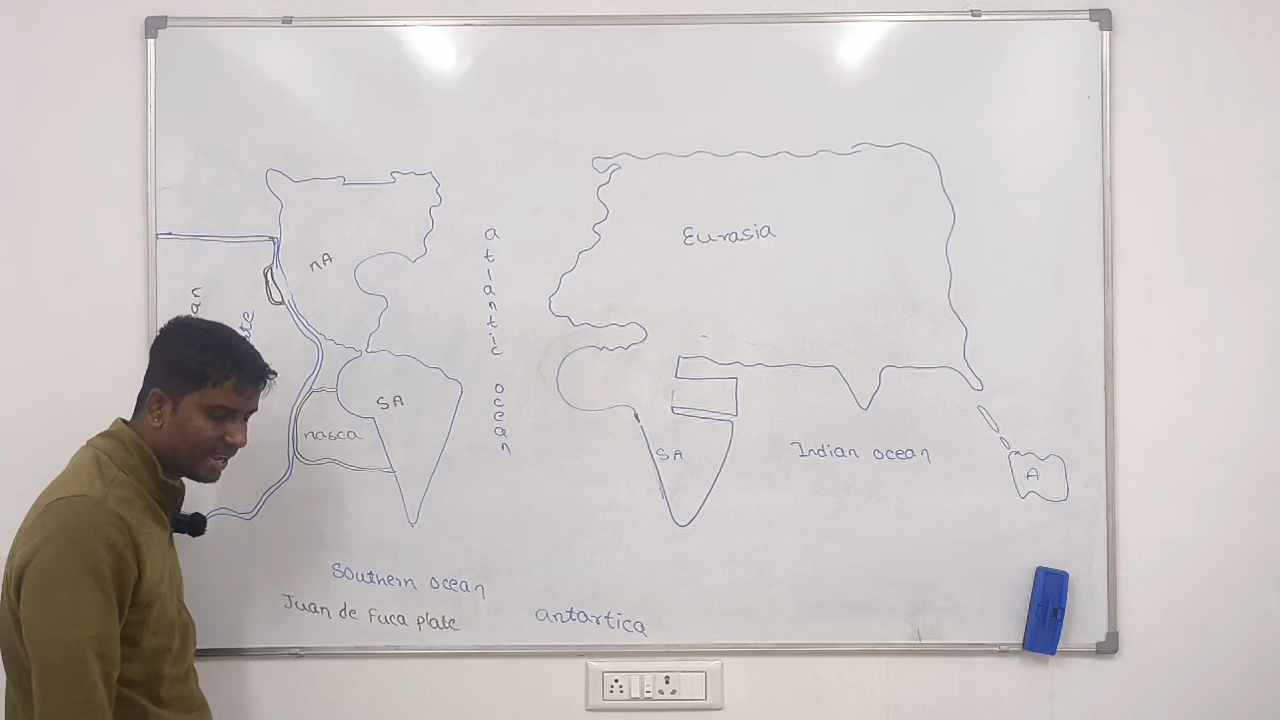 nA
SA
nasca
atlantic ocean
Eurasia
SA
Indian ocean
A
Southern ocean
Juan de Fuca plate
antartica